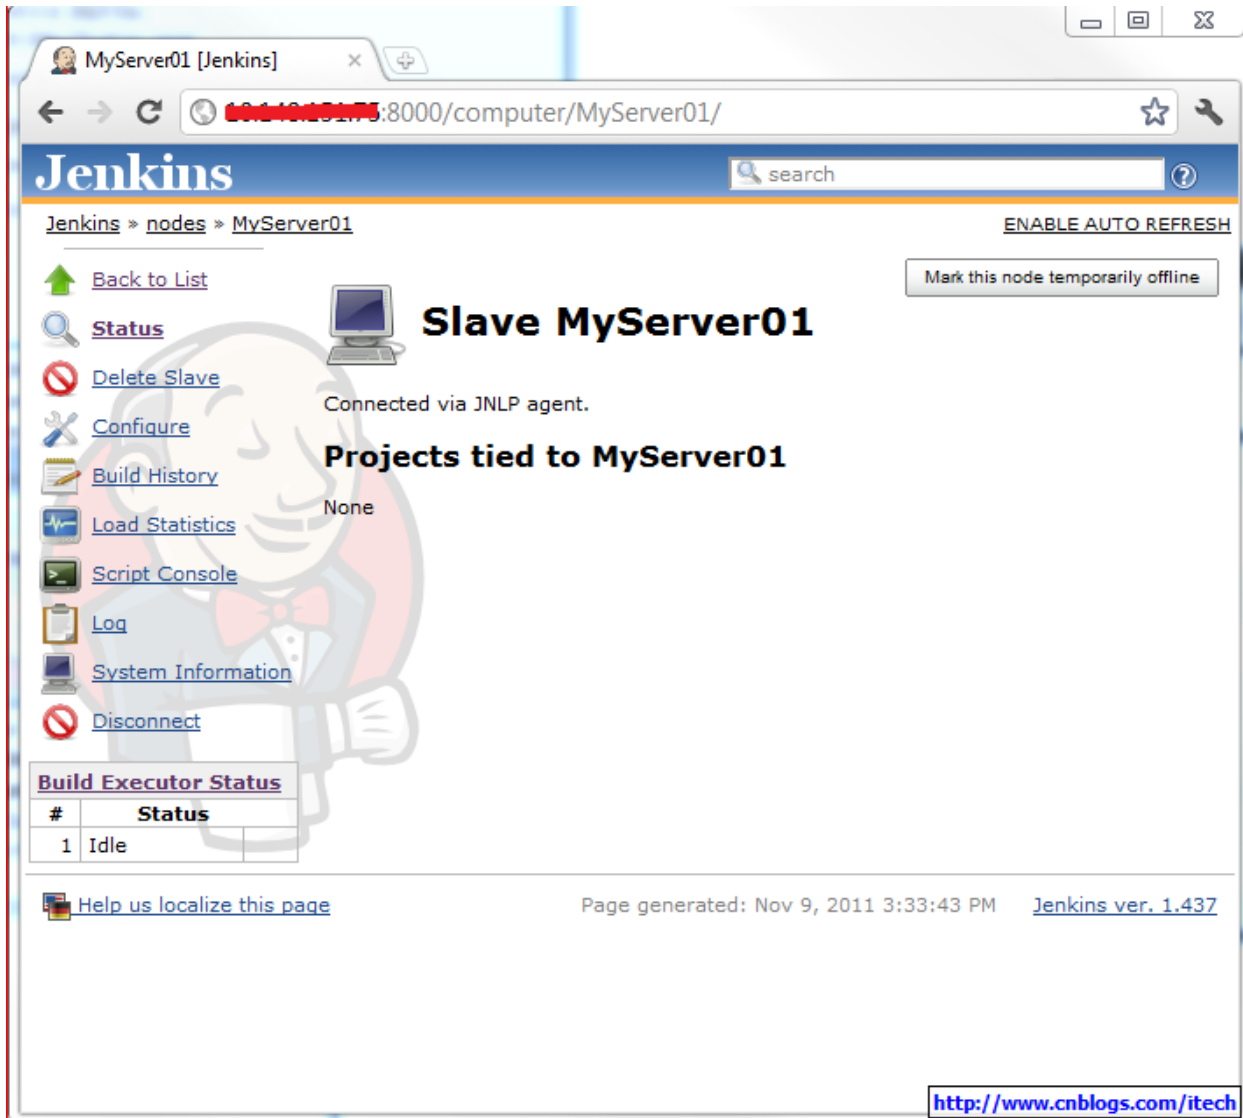 MyServer01 [Jenkins]
:8000/computer/MyServer01/
Jenkins
search
Jenkins » nodes » MyServer01
ENABLE AUTO REFRESH
Back to List
Mark this node temporarily offline
Status
Slave MyServer01
Delete Slave
Connected via JNLP agent.
Configure
Projects tied to MyServer01
Build History
None
Load Statistics
Script Console
Log
System Information
Disconnect
Build Executor Status
# Status
1 Idle
Help us localize this page
Page generated: Nov 9, 2011 3:33:43 PM
Jenkins ver. 1.437
http://www.cnblogs.com/itech